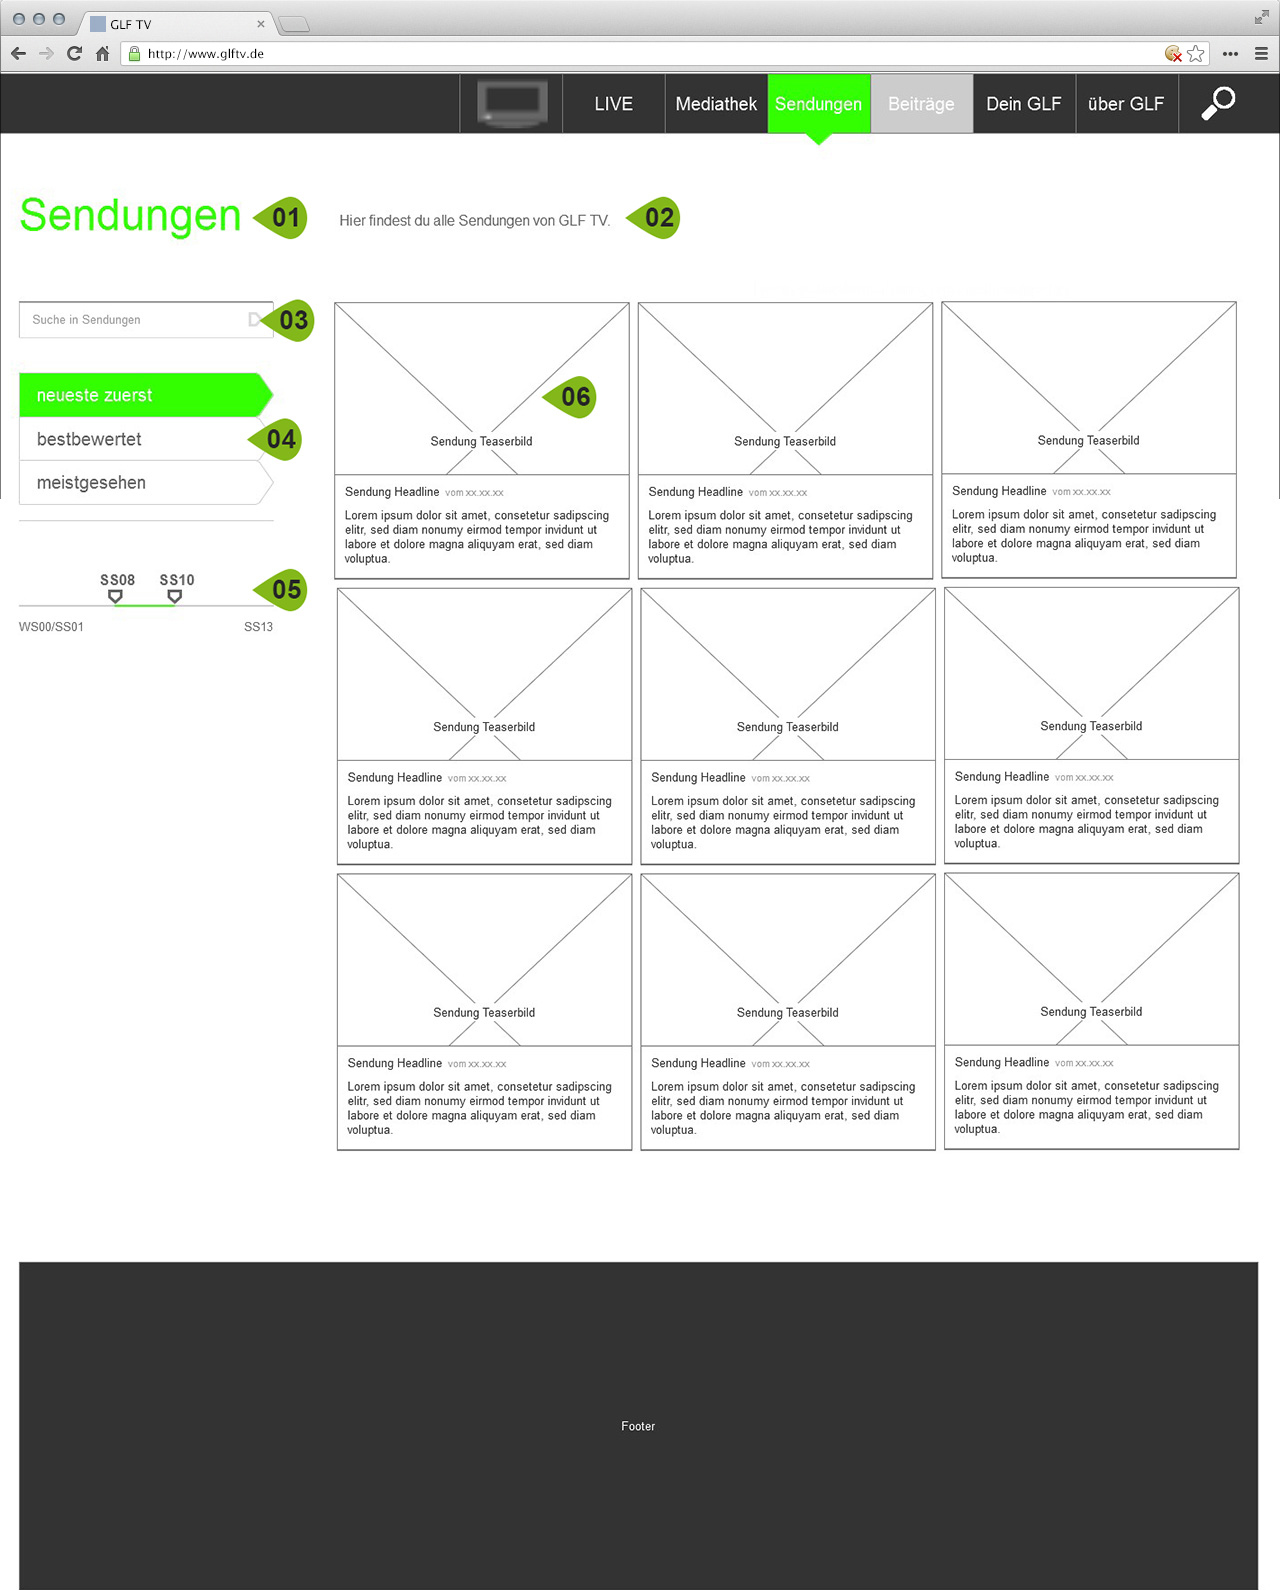 GLF TV
http://www.glftv.de
LIVE Mediathek Sendungen Beiträge Dein GLF über GLF
Sendungen 01 Hier findest du alle Sendungen von GLF TV. 02
Suche in Sendungen 03
neueste zuerst
bestbewertet 04
meistgesehen
SS08 SS10 05
WS00/SS01 SS13
06
Sendung Teaserbild
Sendung Headline vom xx.xx.xx
Lorem ipsum dolor sit amet, consetetur sadipscing
elitr, sed diam nonumy eirmod tempor invidunt ut
labore et dolore magna aliquyam erat, sed diam
voluptua.
Sendung Teaserbild
Sendung Headline vom xx.xx.xx
Lorem ipsum dolor sit amet, consetetur sadipscing
elitr, sed diam nonumy eirmod tempor invidunt ut
labore et dolore magna aliquyam erat, sed diam
voluptua.
Sendung Teaserbild
Sendung Headline vom xx.xx.xx
Lorem ipsum dolor sit amet, consetetur sadipscing
elitr, sed diam nonumy eirmod tempor invidunt ut
labore et dolore magna aliquyam erat, sed diam
voluptua.
Sendung Teaserbild
Sendung Headline vom xx.xx.xx
Lorem ipsum dolor sit amet, consetetur sadipscing
elitr, sed diam nonumy eirmod tempor invidunt ut
labore et dolore magna aliquyam erat, sed diam
voluptua.
Sendung Teaserbild
Sendung Headline vom xx.xx.xx
Lorem ipsum dolor sit amet, consetetur sadipscing
elitr, sed diam nonumy eirmod tempor invidunt ut
labore et dolore magna aliquyam erat, sed diam
voluptua.
Sendung Teaserbild
Sendung Headline vom xx.xx.xx
Lorem ipsum dolor sit amet, consetetur sadipscing
elitr, sed diam nonumy eirmod tempor invidunt ut
labore et dolore magna aliquyam erat, sed diam
voluptua.
Sendung Teaserbild
Sendung Headline vom xx.xx.xx
Lorem ipsum dolor sit amet, consetetur sadipscing
elitr, sed diam nonumy eirmod tempor invidunt ut
labore et dolore magna aliquyam erat, sed diam
voluptua.
Sendung Teaserbild
Sendung Headline vom xx.xx.xx
Lorem ipsum dolor sit amet, consetetur sadipscing
elitr, sed diam nonumy eirmod tempor invidunt ut
labore et dolore magna aliquyam erat, sed diam
voluptua.
Sendung Teaserbild
Sendung Headline vom xx.xx.xx
Lorem ipsum dolor sit amet, consetetur sadipscing
elitr, sed diam nonumy eirmod tempor invidunt ut
labore et dolore magna aliquyam erat, sed diam
voluptua.
Footer